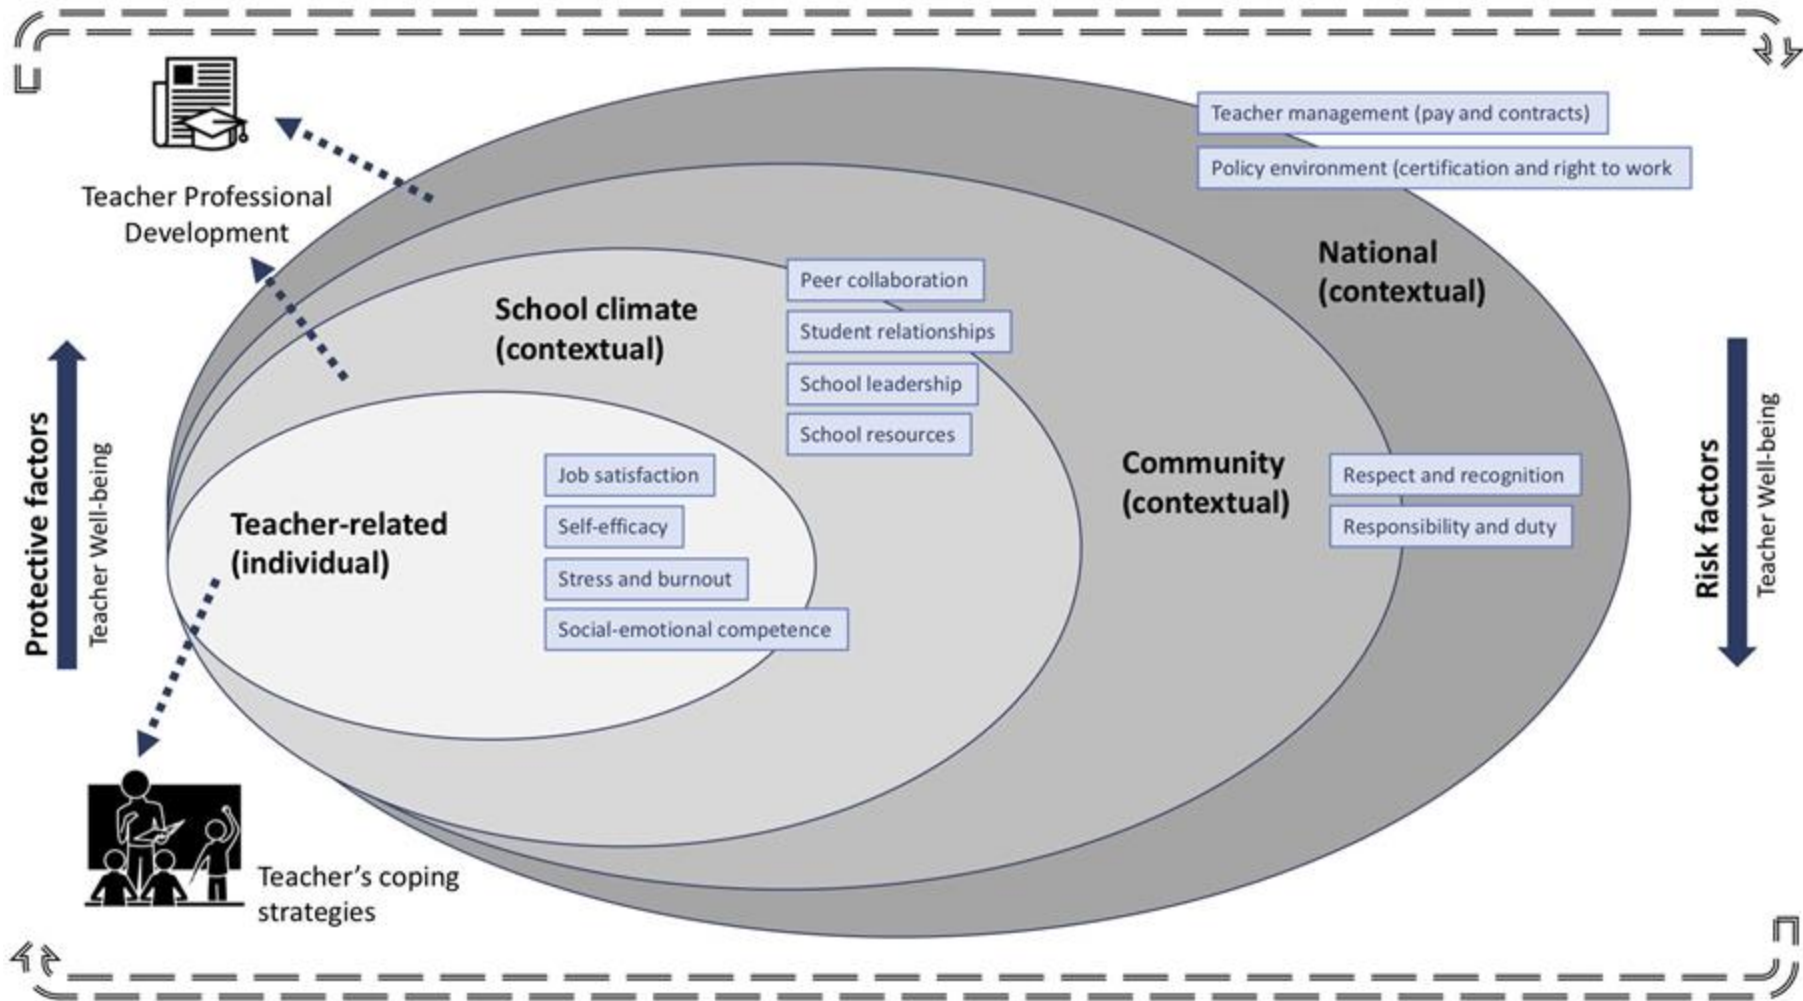 Teacher management (pay and contracts)
Policy environment (certification and right to work
Teacher Professional
Development
National
(contextual)
School climate
(contextual)
Peer collaboration
Student relationships
School leadership
School resources
Community
(contextual)
Respect and recognition
Responsibility and duty
Teacher-related
(individual)
Job satisfaction
Self-efficacy
Stress and burnout
Social-emotional competence
Protective factors
Teacher Well-being
Risk factors
Teacher Well-being
Teacher’s coping
strategies